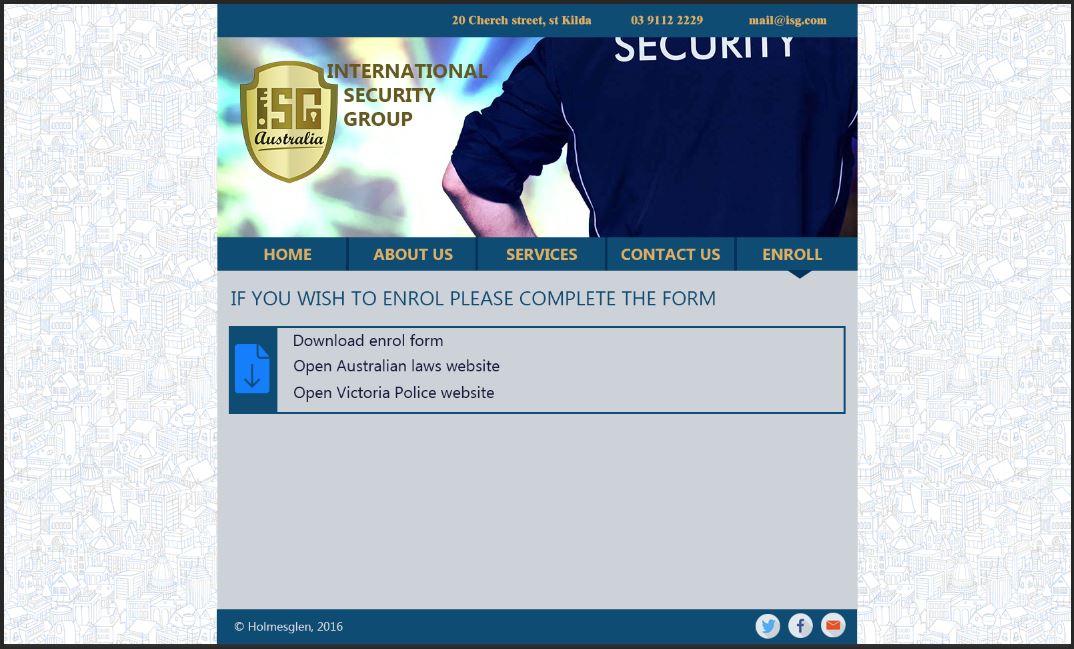 20 Cherch street, st Kilda 03 9112 2229 mail@isg.com
SECURITY
iSG
Australia
INTERNATIONAL
SECURITY
GROUP
HOME ABOUT US SERVICES CONTACT US ENROLL
IF YOU WISH TO ENROL PLEASE COMPLETE THE FORM
Download enrol form
Open Australian laws website
Open Victoria Police website
© Holmesglen, 2016